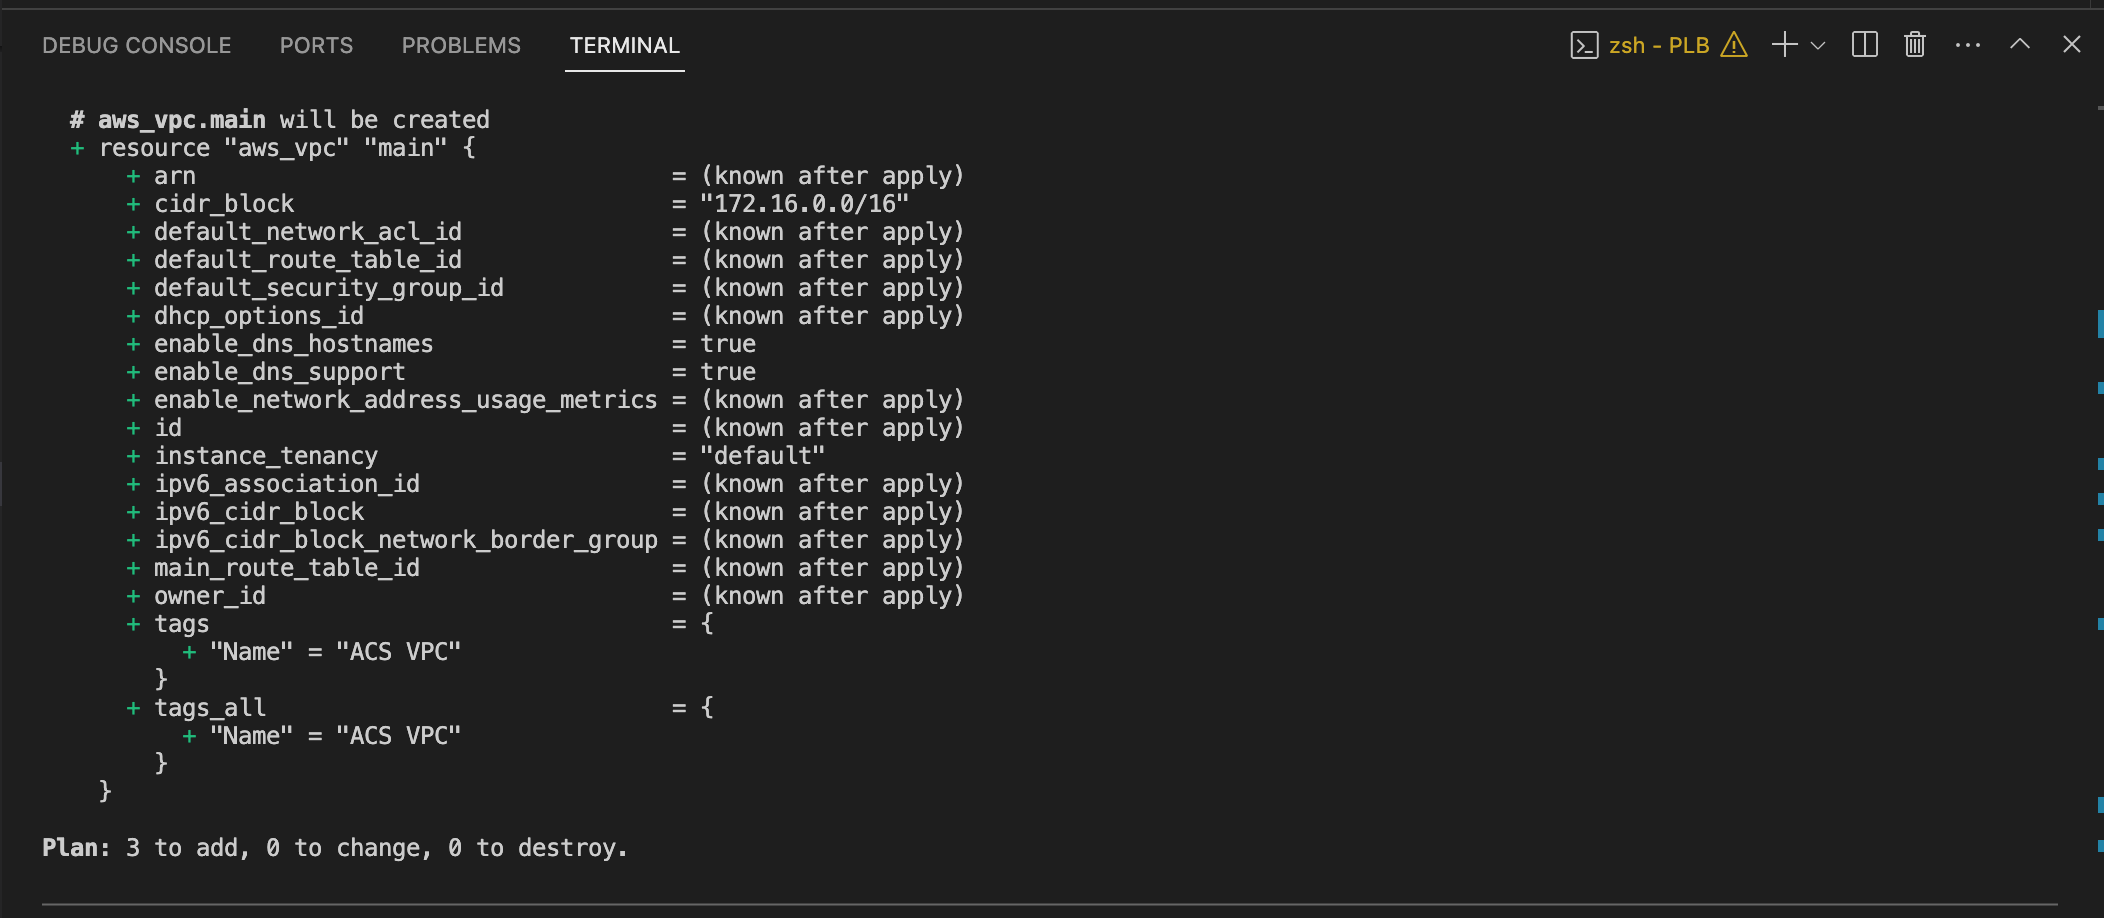 DEBUG CONSOLE PORTS PROBLEMS TERMINAL zsh - PLB
# aws_vpc.main will be created
+ resource "aws_vpc" "main" {
+ arn = (known after apply)
+ cidr_block = "172.16.0.0/16"
+ default_network_acl_id = (known after apply)
+ default_route_table_id = (known after apply)
+ default_security_group_id = (known after apply)
+ dhcp_options_id = (known after apply)
+ enable_dns_hostnames = true
+ enable_dns_support = true
+ enable_network_address_usage_metrics = (known after apply)
+ id = (known after apply)
+ instance_tenancy = "default"
+ ipv6_association_id = (known after apply)
+ ipv6_cidr_block = (known after apply)
+ ipv6_cidr_block_network_border_group = (known after apply)
+ main_route_table_id = (known after apply)
+ owner_id = (known after apply)
+ tags = {
+ "Name" = "ACS VPC"
}
+ tags_all = {
+ "Name" = "ACS VPC"
}
}
Plan: 3 to add, 0 to change, 0 to destroy.